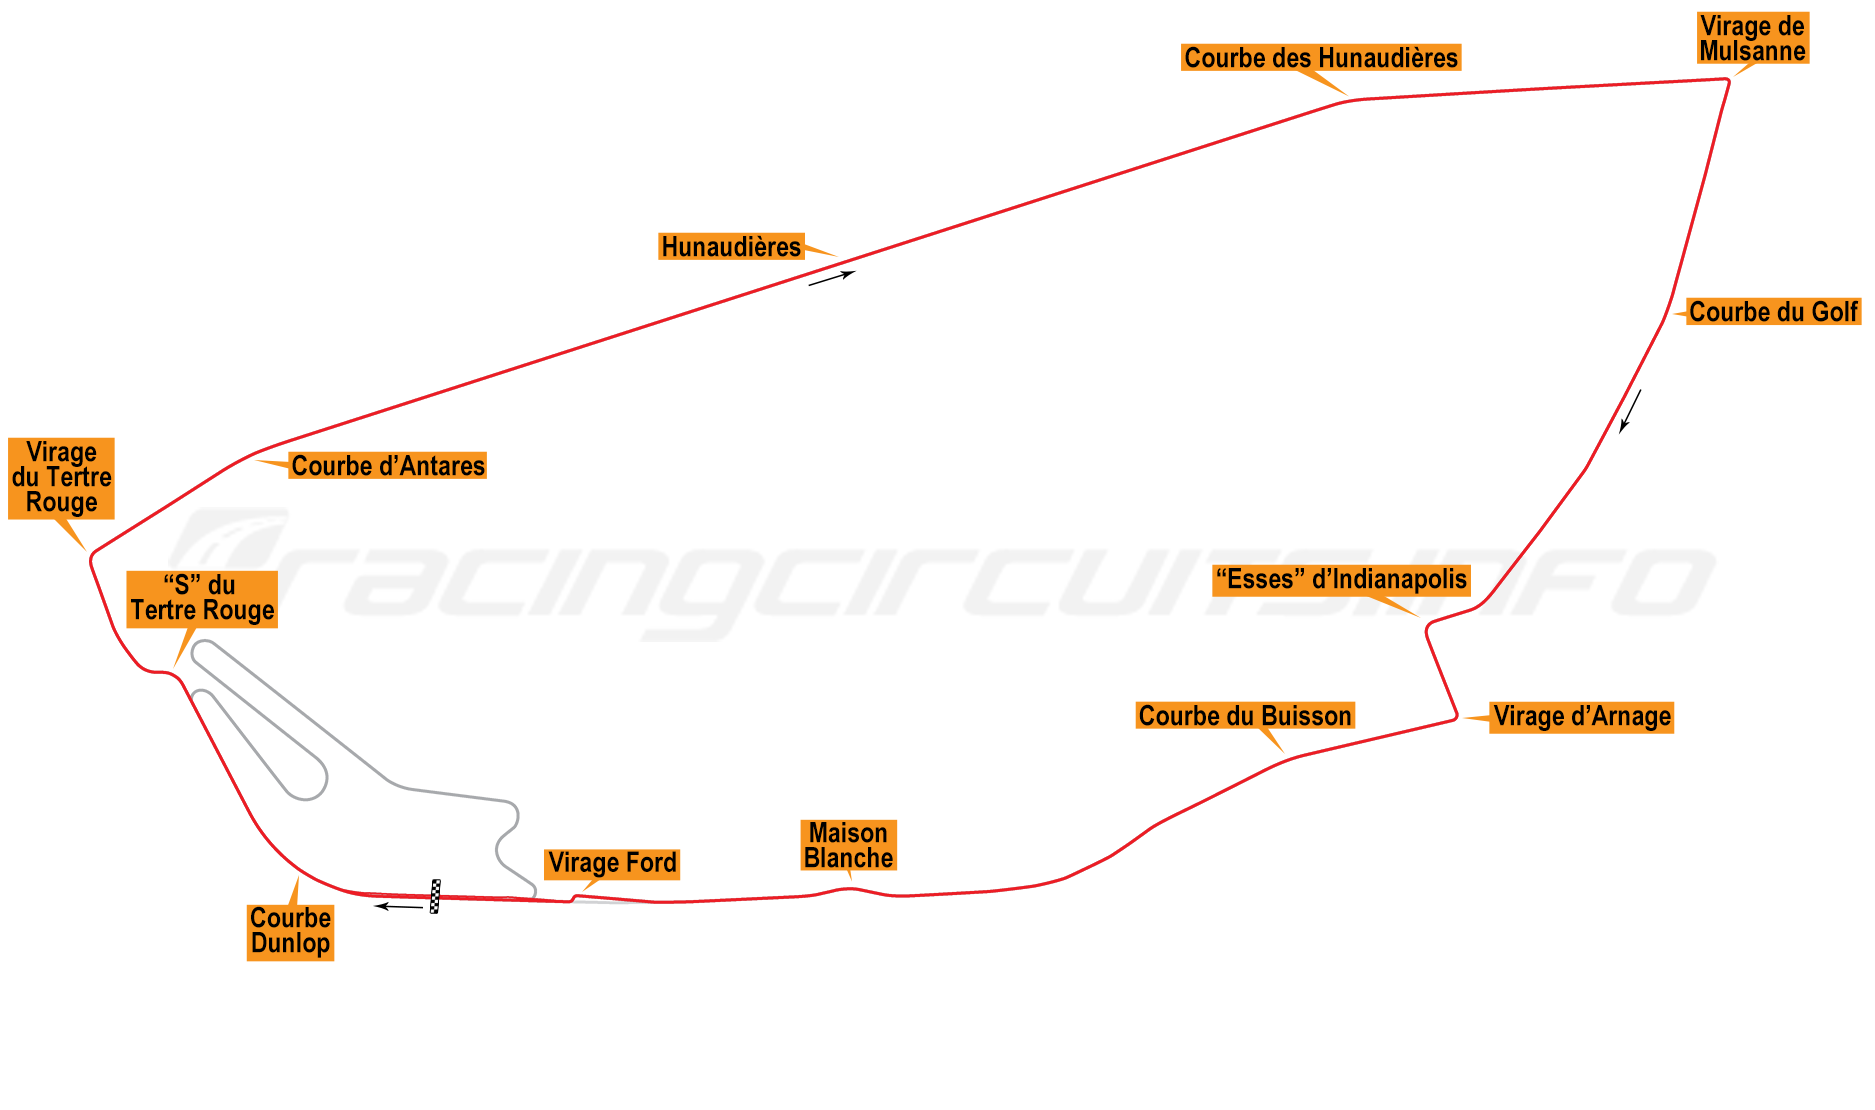 Virage de
Mulsanne
Courbe des Hunaudières
Hunaudières
Courbe du Golf
Virage
du Tertre
Rouge
Courbe d’Antares
“S” du
Tertre Rouge
racingcircuits.info
“Esses” d’Indianapolis
Courbe du Buisson
Virage d’Arnage
Maison
Blanche
Virage Ford
Courbe
Dunlop